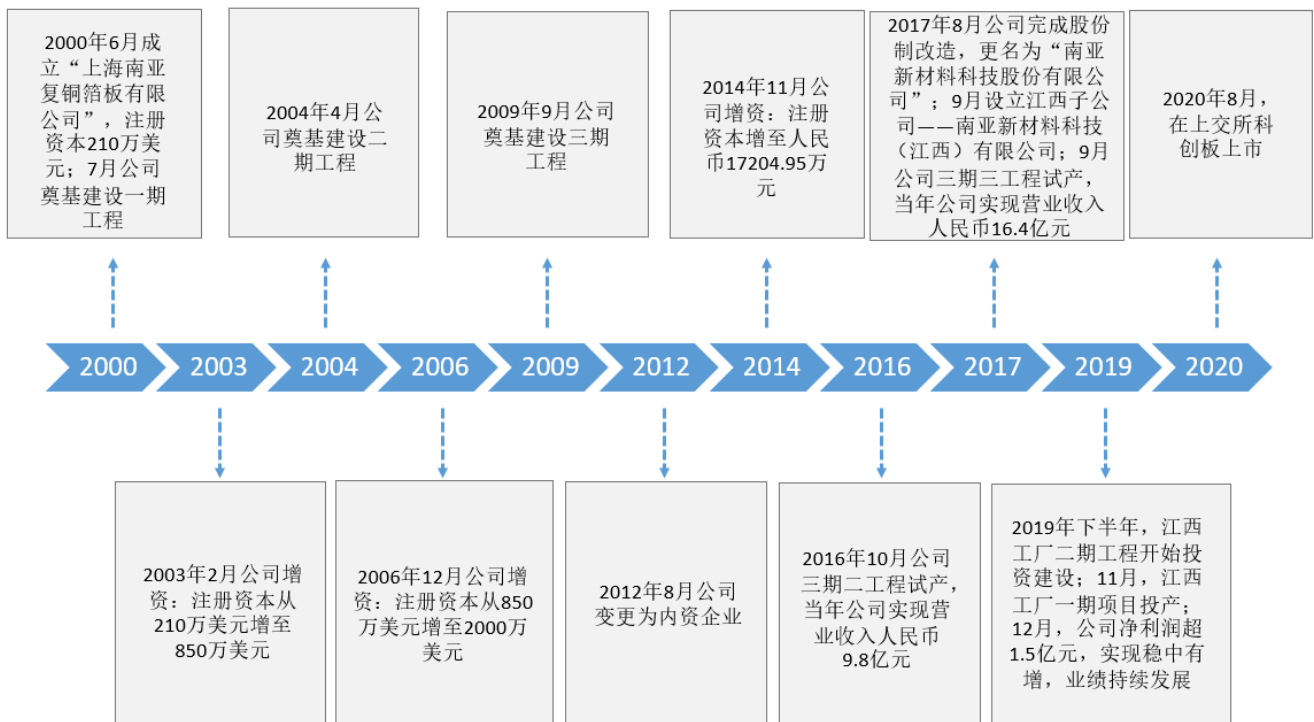 2000年6月成
立“上海南亚
复铜箔板有限
公司”，注册
资本210万美
元；7月公司
奠基建设一期
工程
2004年4月公
司奠基建设二
期工程
2009年9月公司
奠基建设三期
工程
2014年11月公
司增资：注册
资本增至人民
币17204.95万
元
2017年8月公司完成股份
制改造，更名为“南亚
新材料科技股份有限公
司”；9月设立江西子公
司——南亚新材料科技
（江西）有限公司；9月
公司三期三工程试产，
当年公司实现营业收入
人民币16.4亿元
2020年8月，
在上交所科
创板上市
2000
2003
2004
2006
2009
2012
2014
2016
2017
2019
2020
2003年2月公司增
资：注册资本从
210万美元增至
850万美元
2006年12月公司增
资：注册资本从850
万美元增至2000万
美元
2012年8月公司
变更为内资企业
2016年10月公司
三期二工程试产，
当年公司实现营
业收入人民币
9.8亿元
2019年下半年，江西
工厂二期工程开始投
资建设；11月，江西
工厂一期项目投产；
12月，公司净利润超
1.5亿元，实现稳中有
增，业绩持续发展